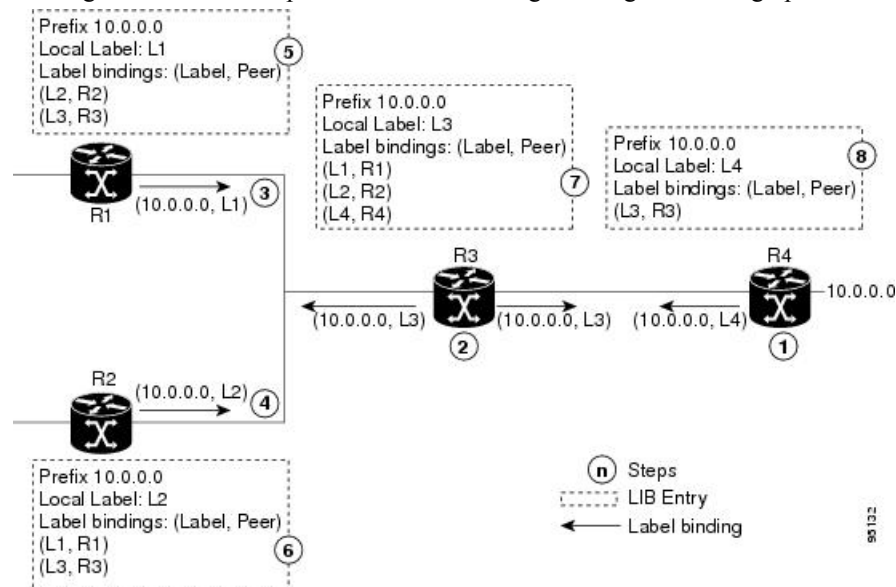 Prefix 10.0.0.0
Local Label: L1
Label bindings: (Label, Peer)
(L2, R2)
(L3, R3)
5
R1
(10.0.0.0, L1)
3
Prefix 10.0.0.0
Local Label: L3
Label bindings: (Label, Peer)
(L1, R1)
(L2, R2)
(L4, R4)
7
Prefix 10.0.0.0
Local Label: L4
Label bindings: (Label, Peer)
(L3, R3)
8
R3
R4
10.0.0.0
(10.0.0.0, L3)
(10.0.0.0, L3)
(10.0.0.0, L4)
2
1
R2
(10.0.0.0, L2)
4
Prefix 10.0.0.0
Local Label: L2
Label bindings: (Label, Peer)
(L1, R1)
(L3, R3)
6
n Steps
LIB Entry
Label binding
95132